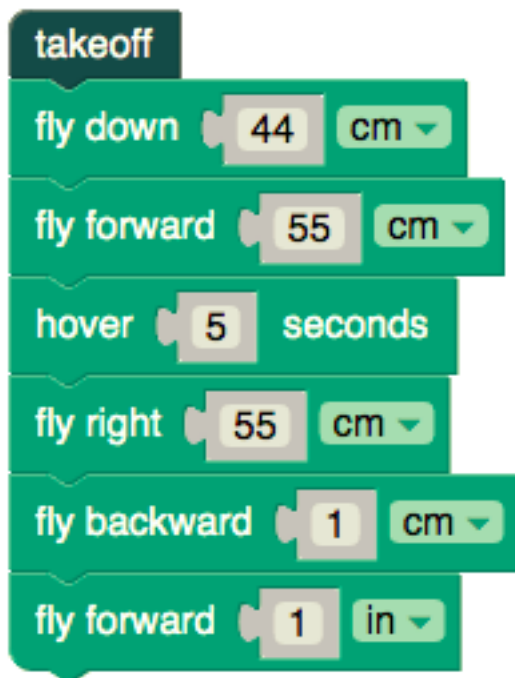 takeoff
fly down 44 cm
fly forward 55 cm
hover 5 seconds
fly right 55 cm
fly backward 1 cm
fly forward 1 in